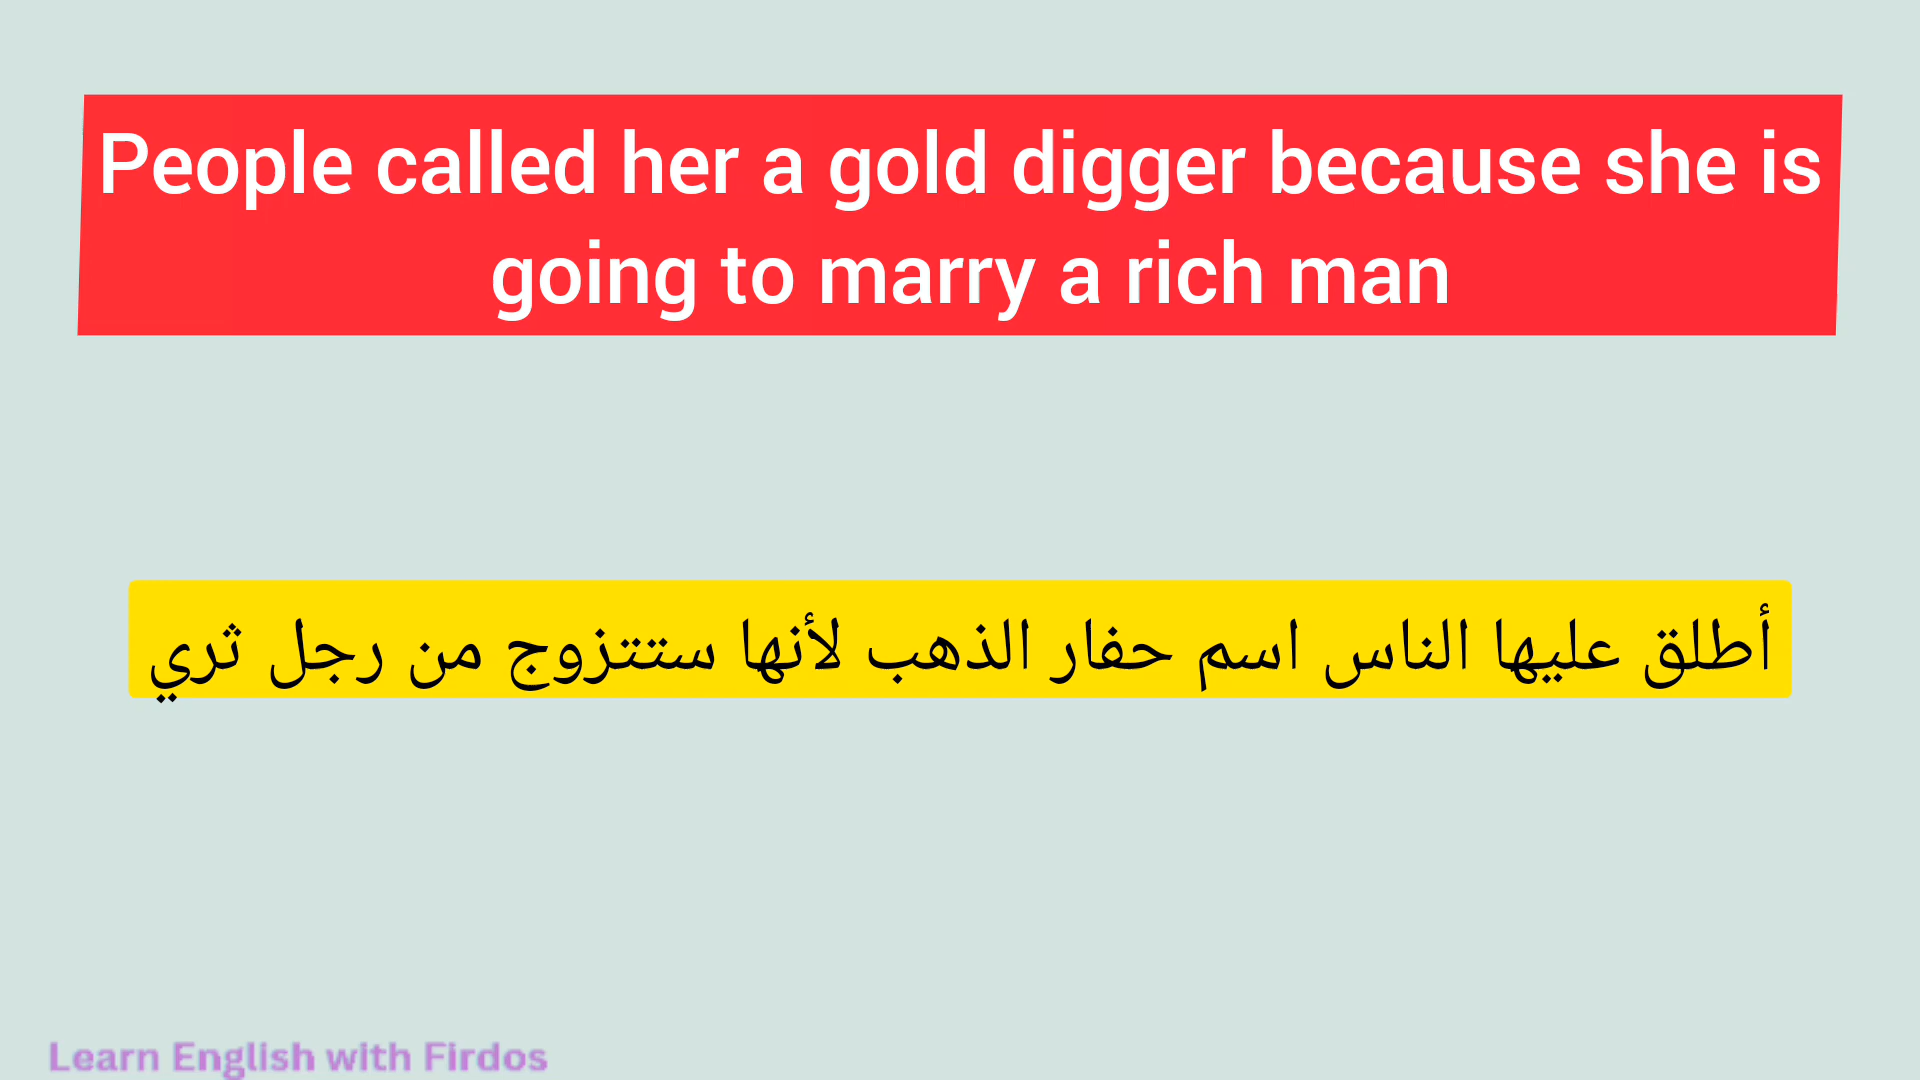 People called her a gold digger because she is
going to marry a rich man
أطلق عليها الناس اسم حفار الذهب لأنها ستتزوج من رجل ثري
Learn English with Firdos